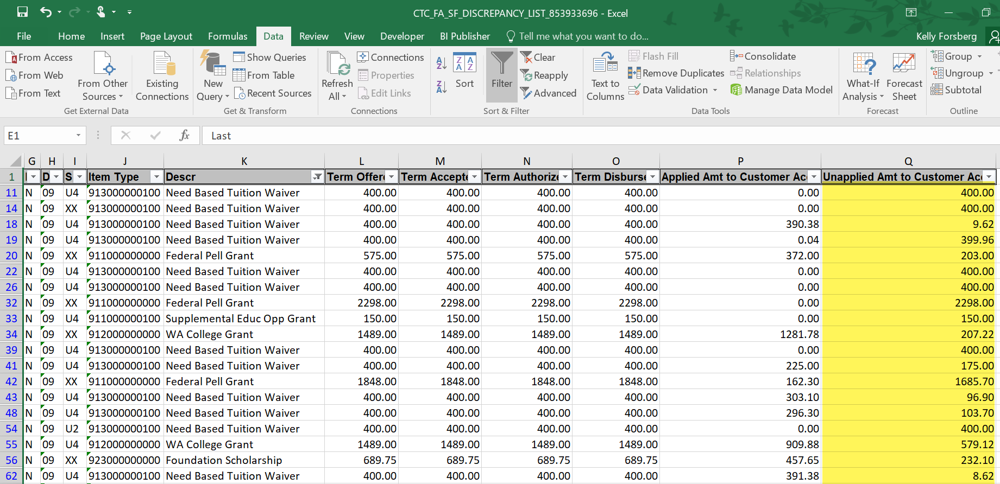 CTC_FA_SF_DISCREPANCY_LIST_853933696 - Excel
File Home Insert Page Layout Formulas Data Review View Developer BI Publisher Tell me what you want to do... Kelly Forsberg
From Access
From Web
From Text
From Other Sources
Existing Connections
Get External Data
New Query
Show Queries
From Table
Recent Sources
Get & Transform
Refresh All
Connections
Properties
Edit Links
Connections
Sort
Filter
Clear
Reapply
Advanced
Sort & Filter
Text to Columns
Flash Fill
Remove Duplicates
Data Validation
Consolidate
Relationships
Manage Data Model
Data Tools
What-If Analysis
Forecast Sheet
Forecast
Group
Ungroup
Subtotal
Outline
E1 fx Last
G H I J K L M N O P Q
1 D S Item Type Descr Term Offer Term Accept Term Authoriz Term Disburse Applied Amt to Customer Ac Unapplied Amt to Customer Ac
11 N 09 U4 913000000100 Need Based Tuition Waiver 400.00 400.00 400.00 400.00 0.00 400.00
14 N 09 XX 913000000100 Need Based Tuition Waiver 400.00 400.00 400.00 400.00 0.00 400.00
18 N 09 U4 913000000100 Need Based Tuition Waiver 400.00 400.00 400.00 400.00 390.38 9.62
19 N 09 U4 913000000100 Need Based Tuition Waiver 400.00 400.00 400.00 400.00 0.04 399.96
20 N 09 XX 911000000000 Federal Pell Grant 575.00 575.00 575.00 575.00 372.00 203.00
22 N 09 U4 913000000100 Need Based Tuition Waiver 400.00 400.00 400.00 400.00 0.00 400.00
26 N 09 U4 913000000100 Need Based Tuition Waiver 400.00 400.00 400.00 400.00 0.00 400.00
32 N 09 XX 911000000000 Federal Pell Grant 2298.00 2298.00 2298.00 2298.00 0.00 2298.00
33 N 09 U4 911000000100 Supplemental Educ Opp Grant 150.00 150.00 150.00 150.00 0.00 150.00
34 N 09 XX 912000000000 WA College Grant 1489.00 1489.00 1489.00 1489.00 1281.78 207.22
39 N 09 U4 913000000100 Need Based Tuition Waiver 400.00 400.00 400.00 400.00 0.00 400.00
41 N 09 U4 913000000100 Need Based Tuition Waiver 400.00 400.00 400.00 400.00 225.00 175.00
42 N 09 XX 911000000000 Federal Pell Grant 1848.00 1848.00 1848.00 1848.00 162.30 1685.70
43 N 09 U4 913000000100 Need Based Tuition Waiver 400.00 400.00 400.00 400.00 303.10 96.90
48 N 09 U4 913000000100 Need Based Tuition Waiver 400.00 400.00 400.00 400.00 296.30 103.70
54 N 09 U2 913000000100 Need Based Tuition Waiver 400.00 400.00 400.00 400.00 0.00 400.00
55 N 09 U4 912000000000 WA College Grant 1489.00 1489.00 1489.00 1489.00 909.88 579.12
56 N 09 XX 923000000000 Foundation Scholarship 689.75 689.75 689.75 689.75 457.65 232.10
62 N 09 U4 913000000100 Need Based Tuition Waiver 400.00 400.00 400.00 400.00 391.38 8.62